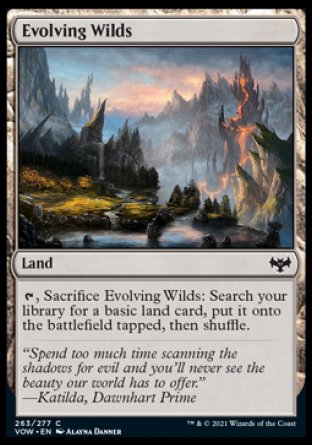 Evolving Wilds
Land
, Sacrifice Evolving Wilds: Search your
library for a basic land card, put it onto
the battlefield tapped, then shuffle.
“Spend too much time scanning the
shadows for evil and you’ll never see the
beauty our world has to offer.”
—Katilda, Dawnhart Prime
263/277 C
VOW • EN Alayna Danner
™ & © 2021 Wizards of the Coast